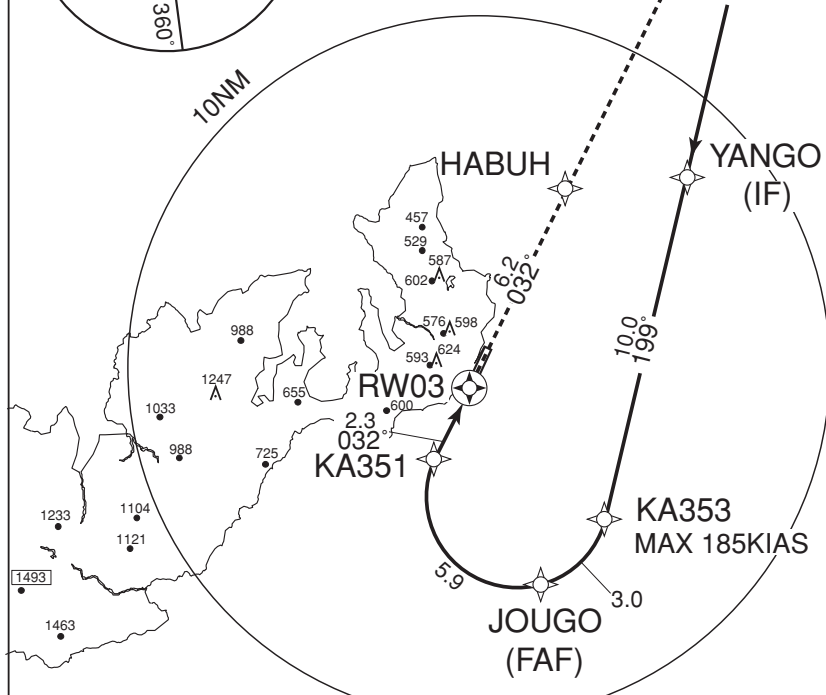 360°
10NM
HABUH
YANGO
(IF)
457
529
587
602
6.2
032°
576
598
988
593
624
10.0
199°
1247
RW03
655
600
1033
2.3
032°
KA351
988
725
1233
1104
KA353
MAX 185KIAS
1121
1493
5.9
3.0
JOUGO
(FAF)
1463